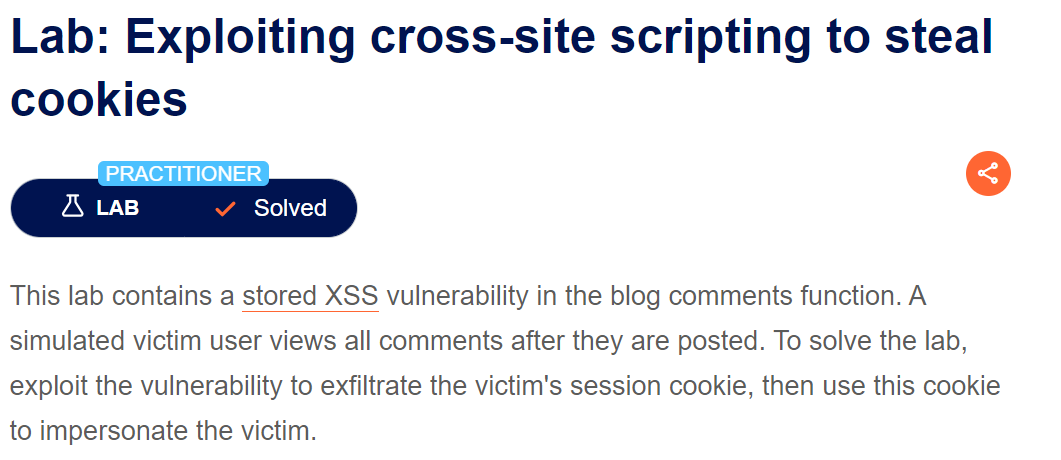 Lab: Exploiting cross-site scripting to steal
cookies
PRACTITIONER
LAB
Solved
This lab contains a stored XSS vulnerability in the blog comments function. A
simulated victim user views all comments after they are posted. To solve the lab,
exploit the vulnerability to exfiltrate the victim's session cookie, then use this cookie
to impersonate the victim.